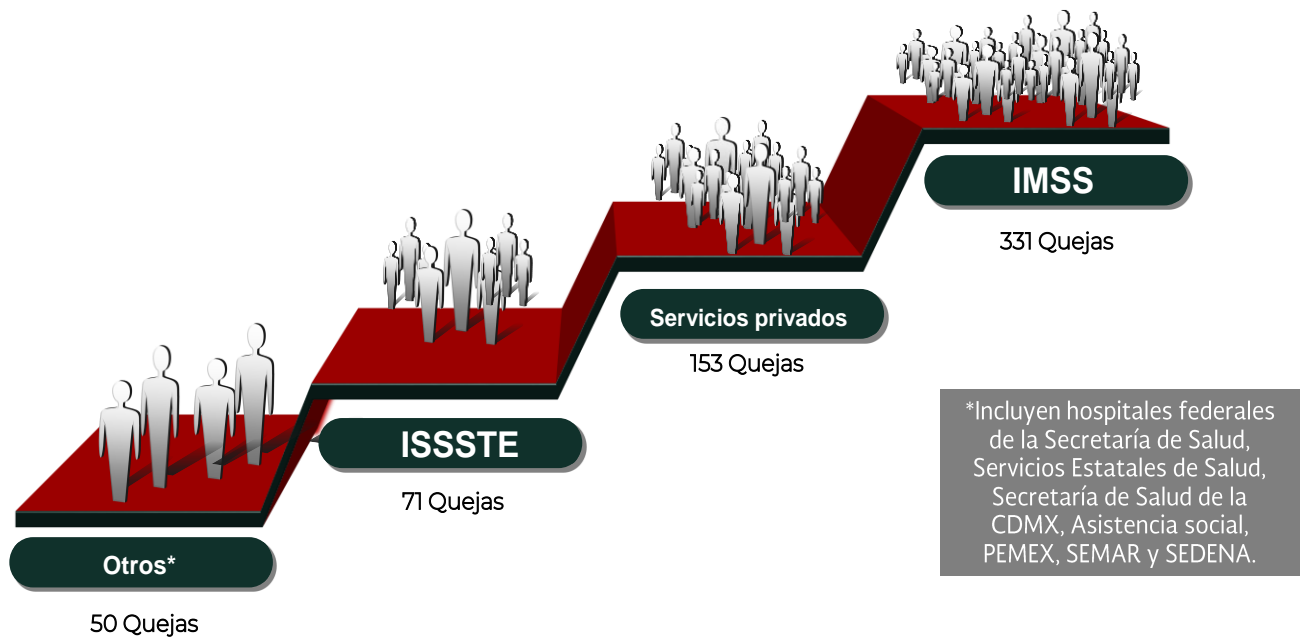 IMSS
331 Quejas
Servicios privados
153 Quejas
ISSSTE
71 Quejas
Otros*
50 Quejas
*Incluyen hospitales federales
de la Secretaría de Salud,
Servicios Estatales de Salud,
Secretaría de Salud de la
CDMX, Asistencia social,
PEMEX, SEMAR y SEDENA.